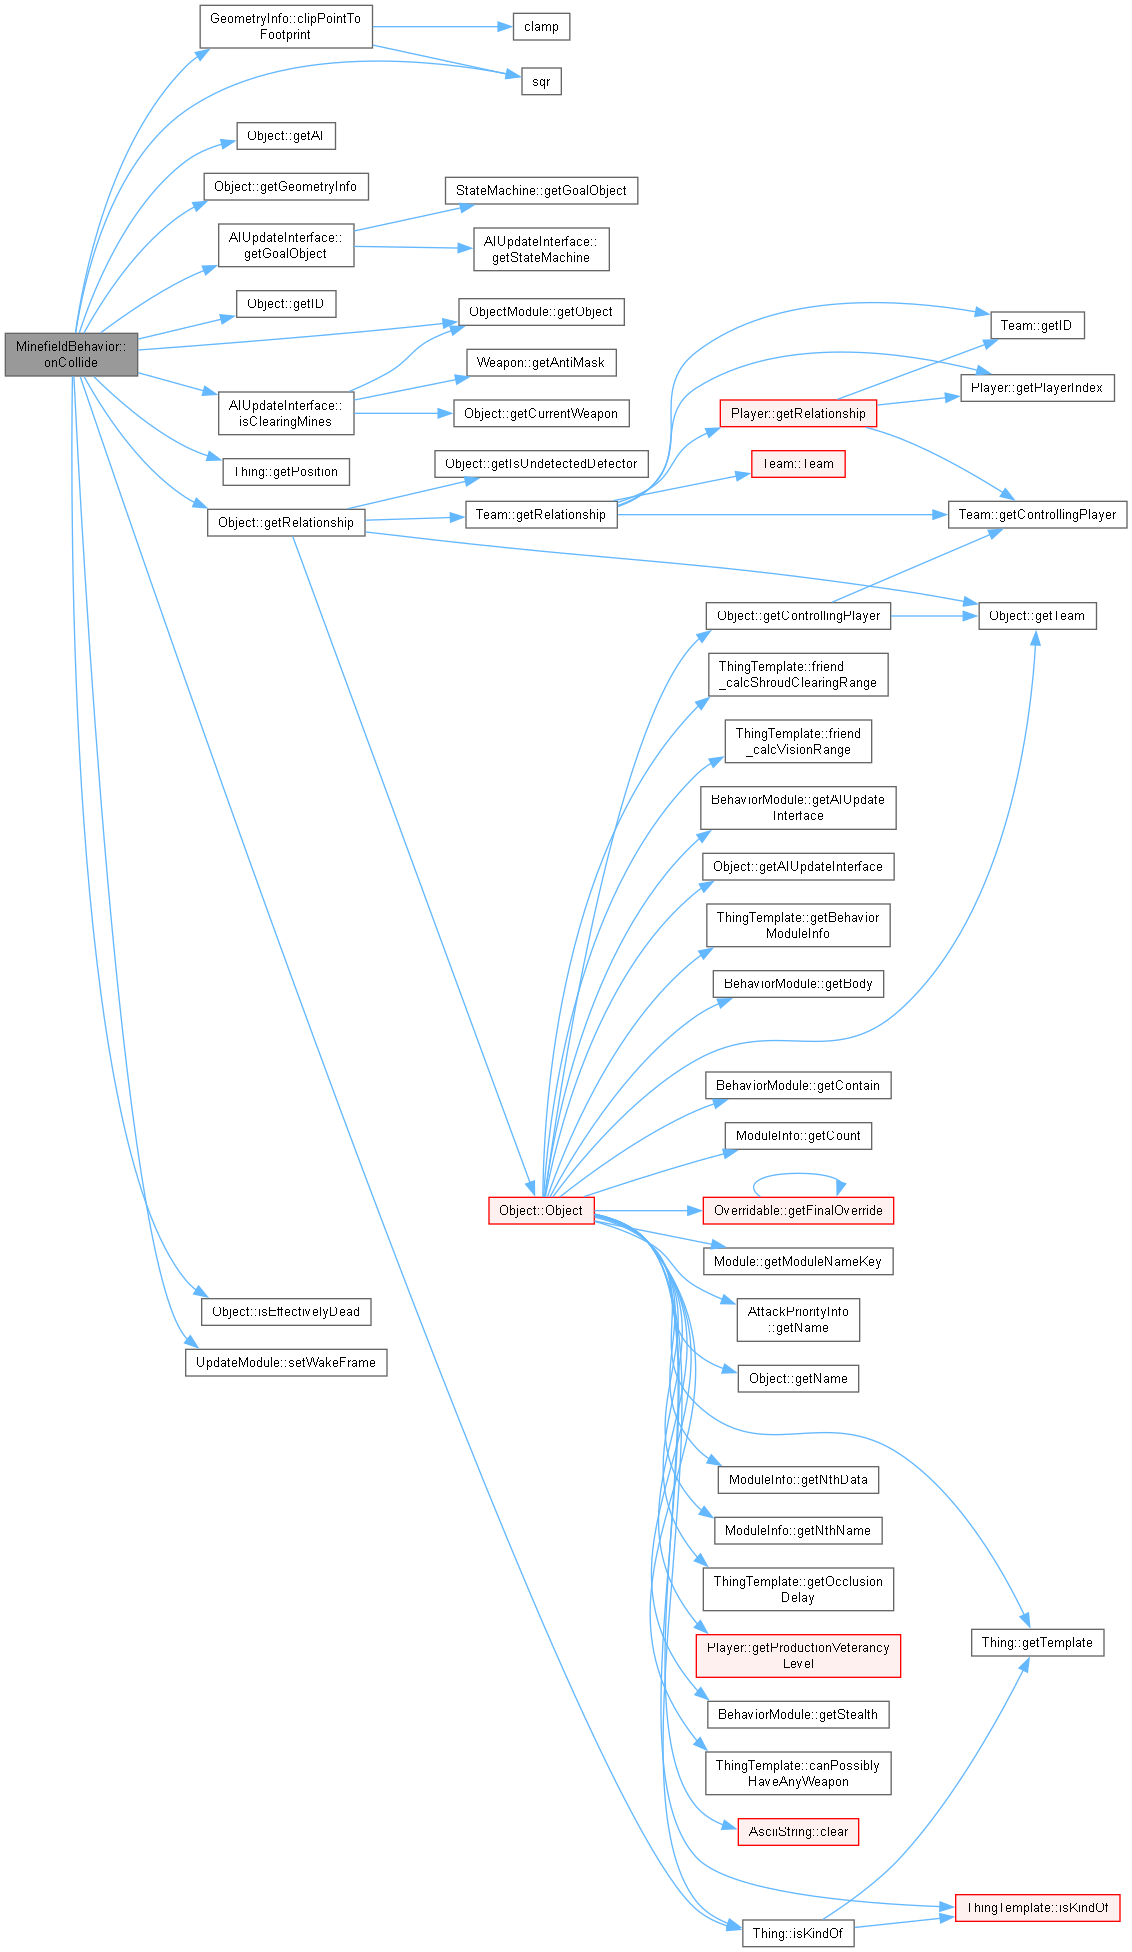 GeometryInfo::clipPointTo
Footprint
clamp
sqr
Object::getAI
Object::getGeometryInfo
StateMachine::getGoalObject
AIUpdateInterface::
getGoalObject
AIUpdateInterface::
getStateMachine
Object::getID
ObjectModule::getObject
Team::getID
MinefieldBehavior::
onCollide
Weapon::getAntiMask
Player::getPlayerIndex
AIUpdateInterface::
isClearingMines
Object::getCurrentWeapon
Player::getRelationship
Thing::getPosition
Object::getIsUndetectedDefector
Team::Team
Object::getRelationship
Team::getRelationship
Team::getControllingPlayer
Object::getControllingPlayer
Object::getTeam
ThingTemplate::friend
_calcShroudClearingRange
ThingTemplate::friend
_calcVisionRange
BehaviorModule::getAIUpdate
Interface
Object::getAIUpdateInterface
ThingTemplate::getBehavior
ModuleInfo
BehaviorModule::getBody
BehaviorModule::getContain
ModuleInfo::getCount
Object::Object
Overridable::getFinalOverride
Module::getModuleNameKey
Object::isEffectivelyDead
AttackPriorityInfo
::getName
UpdateModule::setWakeFrame
Object::getName
ModuleInfo::getNthData
ModuleInfo::getNthName
ThingTemplate::getOcclusion
Delay
Player::getProductionVeterancy
Level
Thing::getTemplate
BehaviorModule::getStealth
ThingTemplate::canPossibly
HaveAnyWeapon
AsciiString::clear
ThingTemplate::isKindOf
Thing::isKindOf